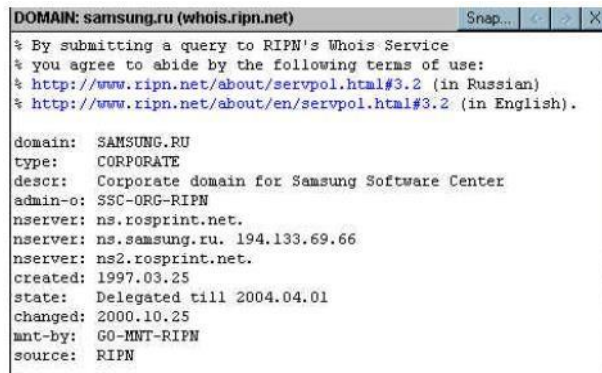 DOMAIN: samsung.ru (whois.ripn.net) Snap... X
% By submitting a query to RIPN's Whois Service
% you agree to abide by the following terms of use:
% http://www.ripn.net/about/servpol.html#3.2 (in Russian)
% http://www.ripn.net/about/en/servpol.html#3.2 (in English).
domain: SAMSUNG.RU
type: CORPORATE
descr: Corporate domain for Samsung Software Center
admin-o: SSC-ORG-RIPN
nserver: ns.rosprint.net.
nserver: ns.samsung.ru. 194.133.69.66
nserver: ns2.rosprint.net.
created: 1997.03.25
state: Delegated till 2004.04.01
changed: 2000.10.25
mnt-by: GO-MNT-RIPN
source: RIPN